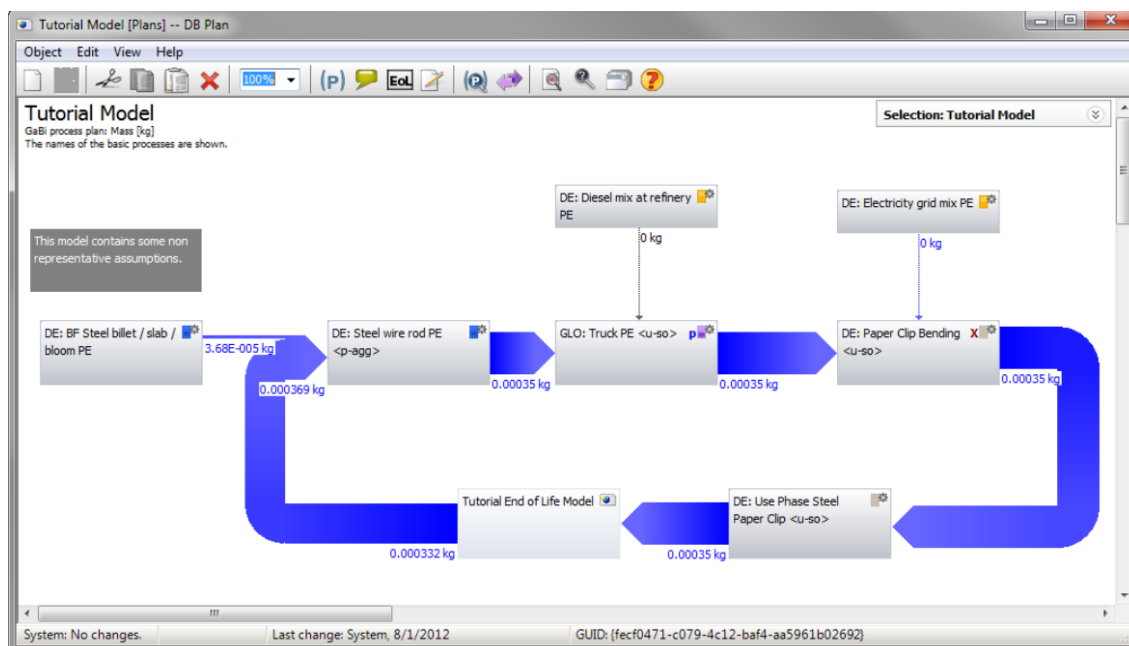 Tutorial Model [Plans] -- DB Plan
Object Edit View Help
100% (P) EoL (P) ?
Tutorial Model
GaBi process plan: Mass [kg]
The names of the basic processes are shown.
Selection: Tutorial Model
DE: Diesel mix at refinery
PE
DE: Electricity grid mix PE
0 kg
0 kg
This model contains some non
representative assumptions.
DE: BF Steel billet / slab /
bloom PE
3.68E-005 kg
0.000369 kg
DE: Steel wire rod PE
<p-agg>
0.00035 kg
GLO: Truck PE <u-so> p
0.00035 kg
DE: Paper Clip Bending X
<u-so>
0.00035 kg
Tutorial End of Life Model
DE: Use Phase Steel
Paper Clip <u-so>
0.000332 kg
0.00035 kg
System: No changes. Last change: System, 8/1/2012 GUID: {fecf0471-c079-4c12-baf4-aa5961b02692}